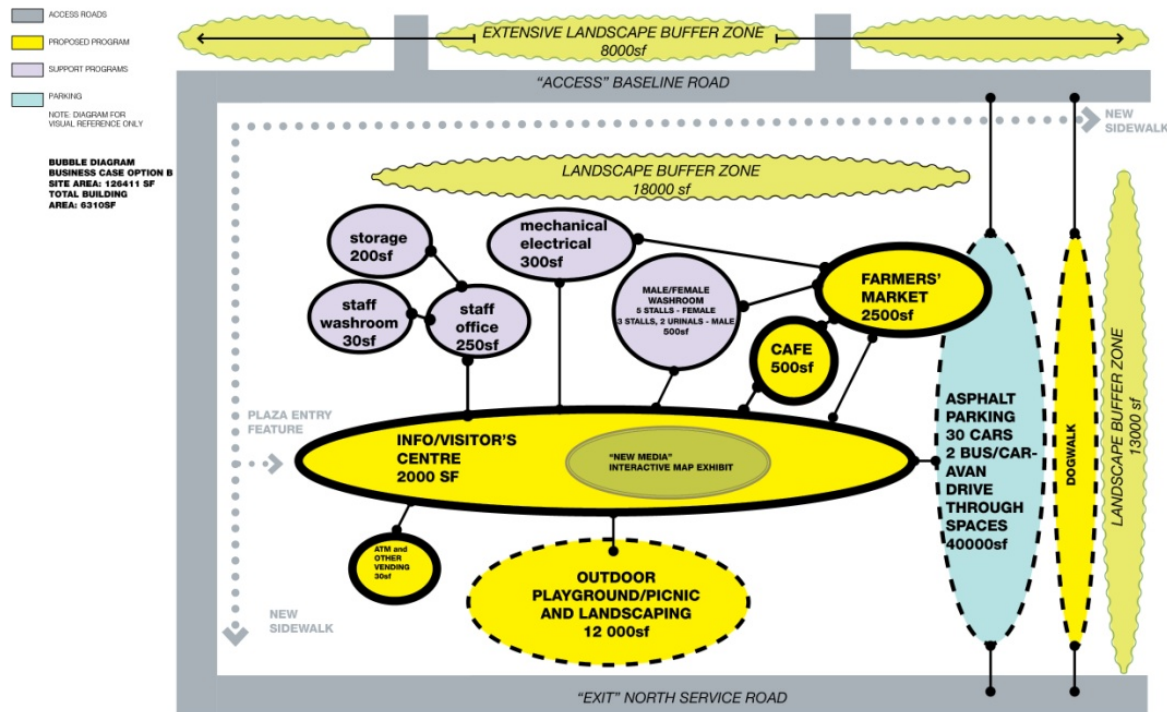 ACCESS ROADS
PROPOSED PROGRAM
SUPPORT PROGRAMS
PARKING
NOTE: DIAGRAM FOR
VISUAL REFERENCE ONLY
BUBBLE DIAGRAM
BUSINESS CASE OPTION B
SITE AREA: 126411 SF
TOTAL BUILDING
AREA: 6310SF
EXTENSIVE LANDSCAPE BUFFER ZONE
8000sf
“ACCESS” BASELINE ROAD
NEW
SIDEWALK
LANDSCAPE BUFFER ZONE
18000 sf
storage
200sf
mechanical
electrical
300sf
staff
washroom
30sf
staff
office
250sf
MALE/FEMALE
WASHROOM
5 STALLS - FEMALE
3 STALLS, 2 URINALS - MALE
500sf
FARMERS’
MARKET
2500sf
CAFE
500sf
PLAZA ENTRY
FEATURE
INFO/VISITOR’S
CENTRE
2000 SF
“NEW MEDIA”
INTERACTIVE MAP EXHIBIT
ASPHALT
PARKING
30 CARS
2 BUS/CAR-
AVAN
DRIVE
THROUGH
SPACES
40000sf
DOGWALK
LANDSCAPE BUFFER ZONE
13000 sf
ATM and
OTHER
VENDING
30sf
OUTDOOR
PLAYGROUND/PICNIC
AND LANDSCAPING
12 000sf
NEW
SIDEWALK
“EXIT” NORTH SERVICE ROAD